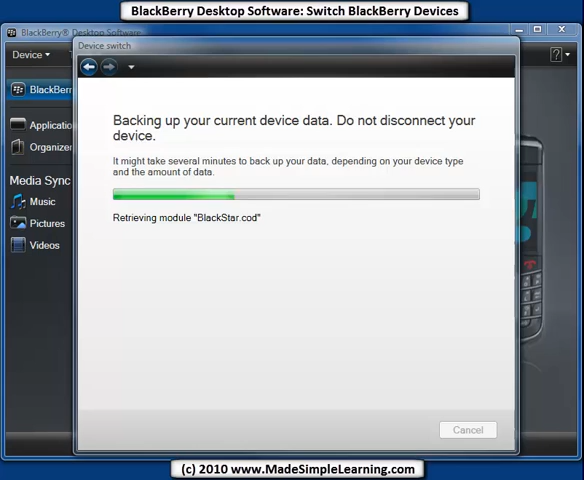 BlackBerry Desktop Software: Switch BlackBerry Devices
BlackBerry® Desktop Software
Device switch
Device
?
BlackBerr
Backing up your current device data. Do not disconnect your
device.
Applicatio
Organizer
It might take several minutes to back up your data, depending on your device type
and the amount of data.
Media Sync
Music
Retrieving module "BlackStar.cod"
Pictures
Videos
Cancel
(c) 2010 www.MadeSimpleLearning.com